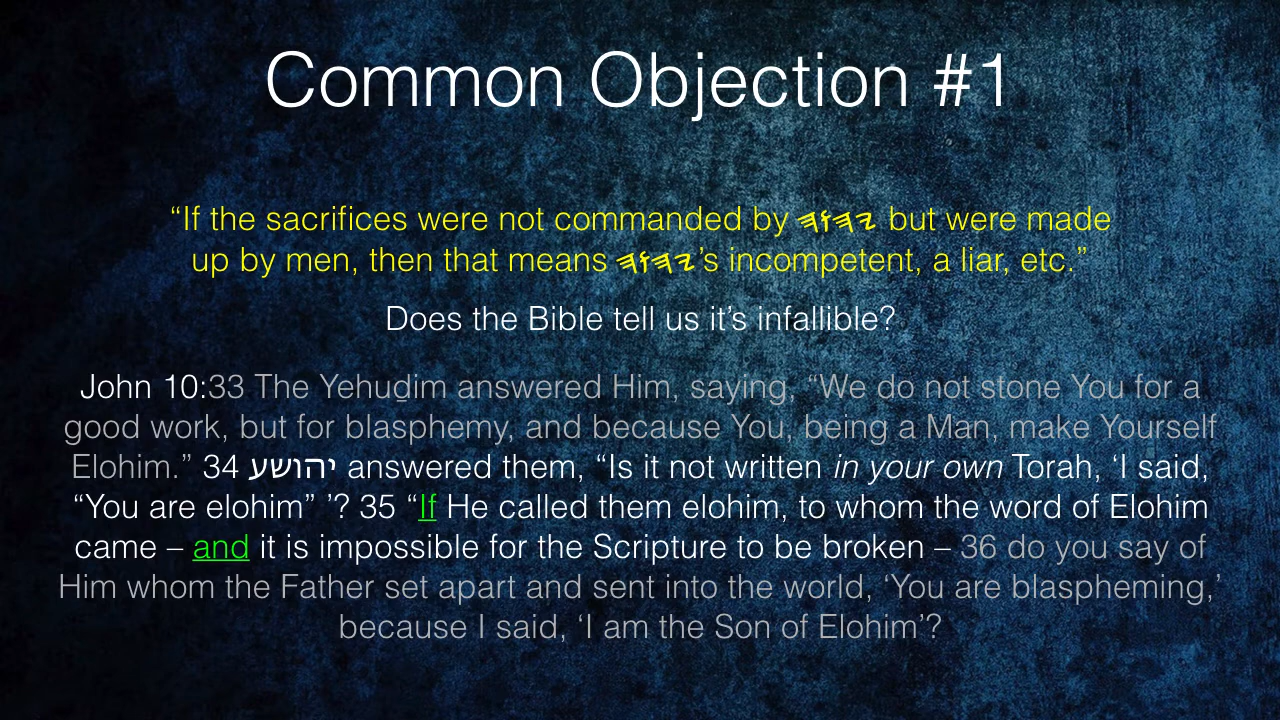 Common Objection #1
“If the sacrifices were not commanded by 𐤉𐤄𐤅𐤄 but were made
up by men, then that means 𐤉𐤄𐤅𐤄’s incompetent, a liar, etc.”
Does the Bible tell us it’s infallible?
John 10:33 The Yehuḏim answered Him, saying, “We do not stone You for a
good work, but for blasphemy, and because You, being a Man, make Yourself
Elohim.” 34 יהושע answered them, “Is it not written in your own Torah, ‘I said,
“You are elohim” ’? 35 “If He called them elohim, to whom the word of Elohim
came – and it is impossible for the Scripture to be broken – 36 do you say of
Him whom the Father set apart and sent into the world, ‘You are blaspheming,’
because I said, ‘I am the Son of Elohim’?